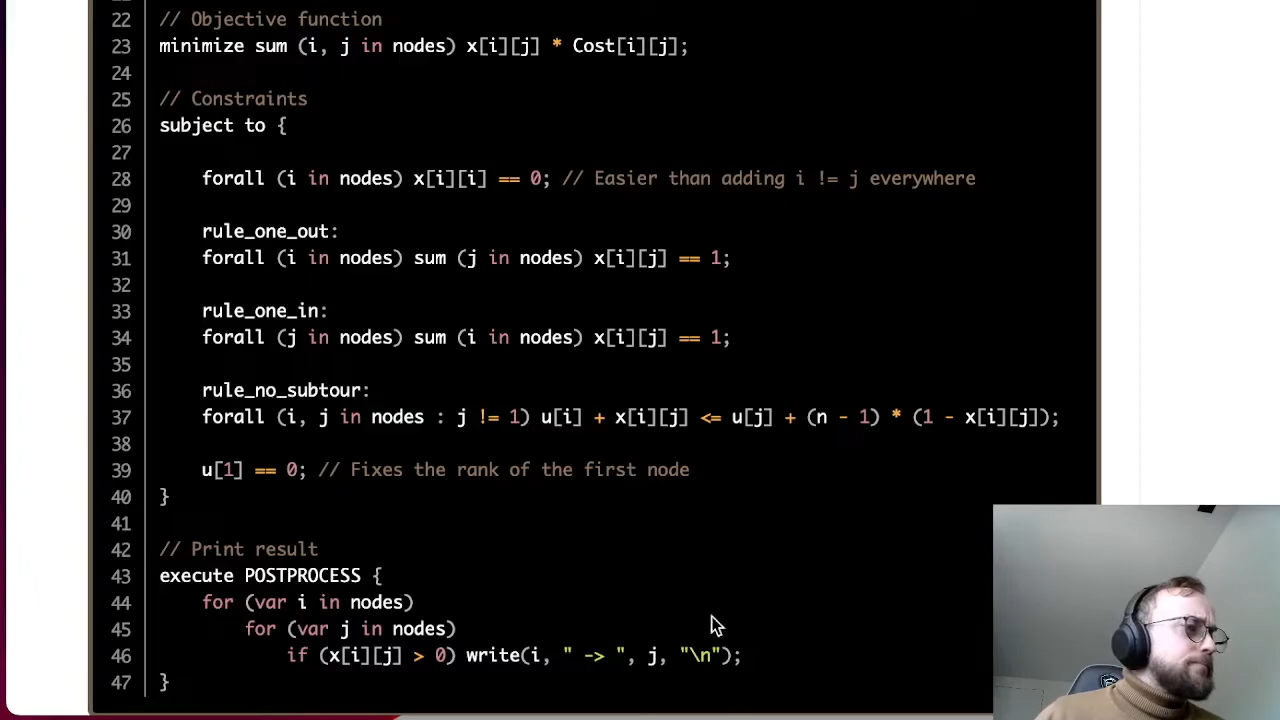 22 // Objective function
23 minimize sum (i, j in nodes) x[i][j] * Cost[i][j];
24
25 // Constraints
26 subject to {
27
28 forall (i in nodes) x[i][i] == 0; // Easier than adding i != j everywhere
29
30 rule_one_out:
31 forall (i in nodes) sum (j in nodes) x[i][j] == 1;
32
33 rule_one_in:
34 forall (j in nodes) sum (i in nodes) x[i][j] == 1;
35
36 rule_no_subtour:
37 forall (i, j in nodes : j != 1) u[i] + x[i][j] <= u[j] + (n - 1) * (1 - x[i][j]);
38
39 u[1] == 0; // Fixes the rank of the first node
40 }
41
42 // Print result
43 execute POSTPROCESS {
44 for (var i in nodes)
45 for (var j in nodes)
46 if (x[i][j] > 0) write(i, " -> ", j, "\n");
47 }